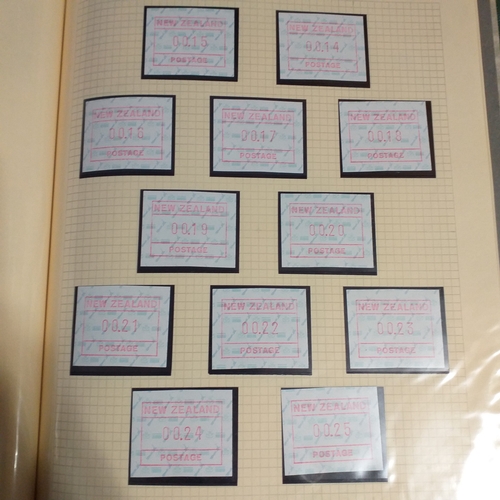 NEW ZEALAND
00.15
POSTAGE
NEW ZEALAND
00.14
POSTAGE
NEW ZEALAND
00.16
POSTAGE
NEW ZEALAND
00.17
POSTAGE
NEW ZEALAND
00.18
POSTAGE
NEW ZEALAND
00.19
POSTAGE
NEW ZEALAND
00.20
POSTAGE
NEW ZEALAND
00.21
POSTAGE
NEW ZEALAND
00.22
POSTAGE
NEW ZEALAND
00.23
POSTAGE
NEW ZEALAND
00.24
POSTAGE
NEW ZEALAND
00.25
POSTAGE